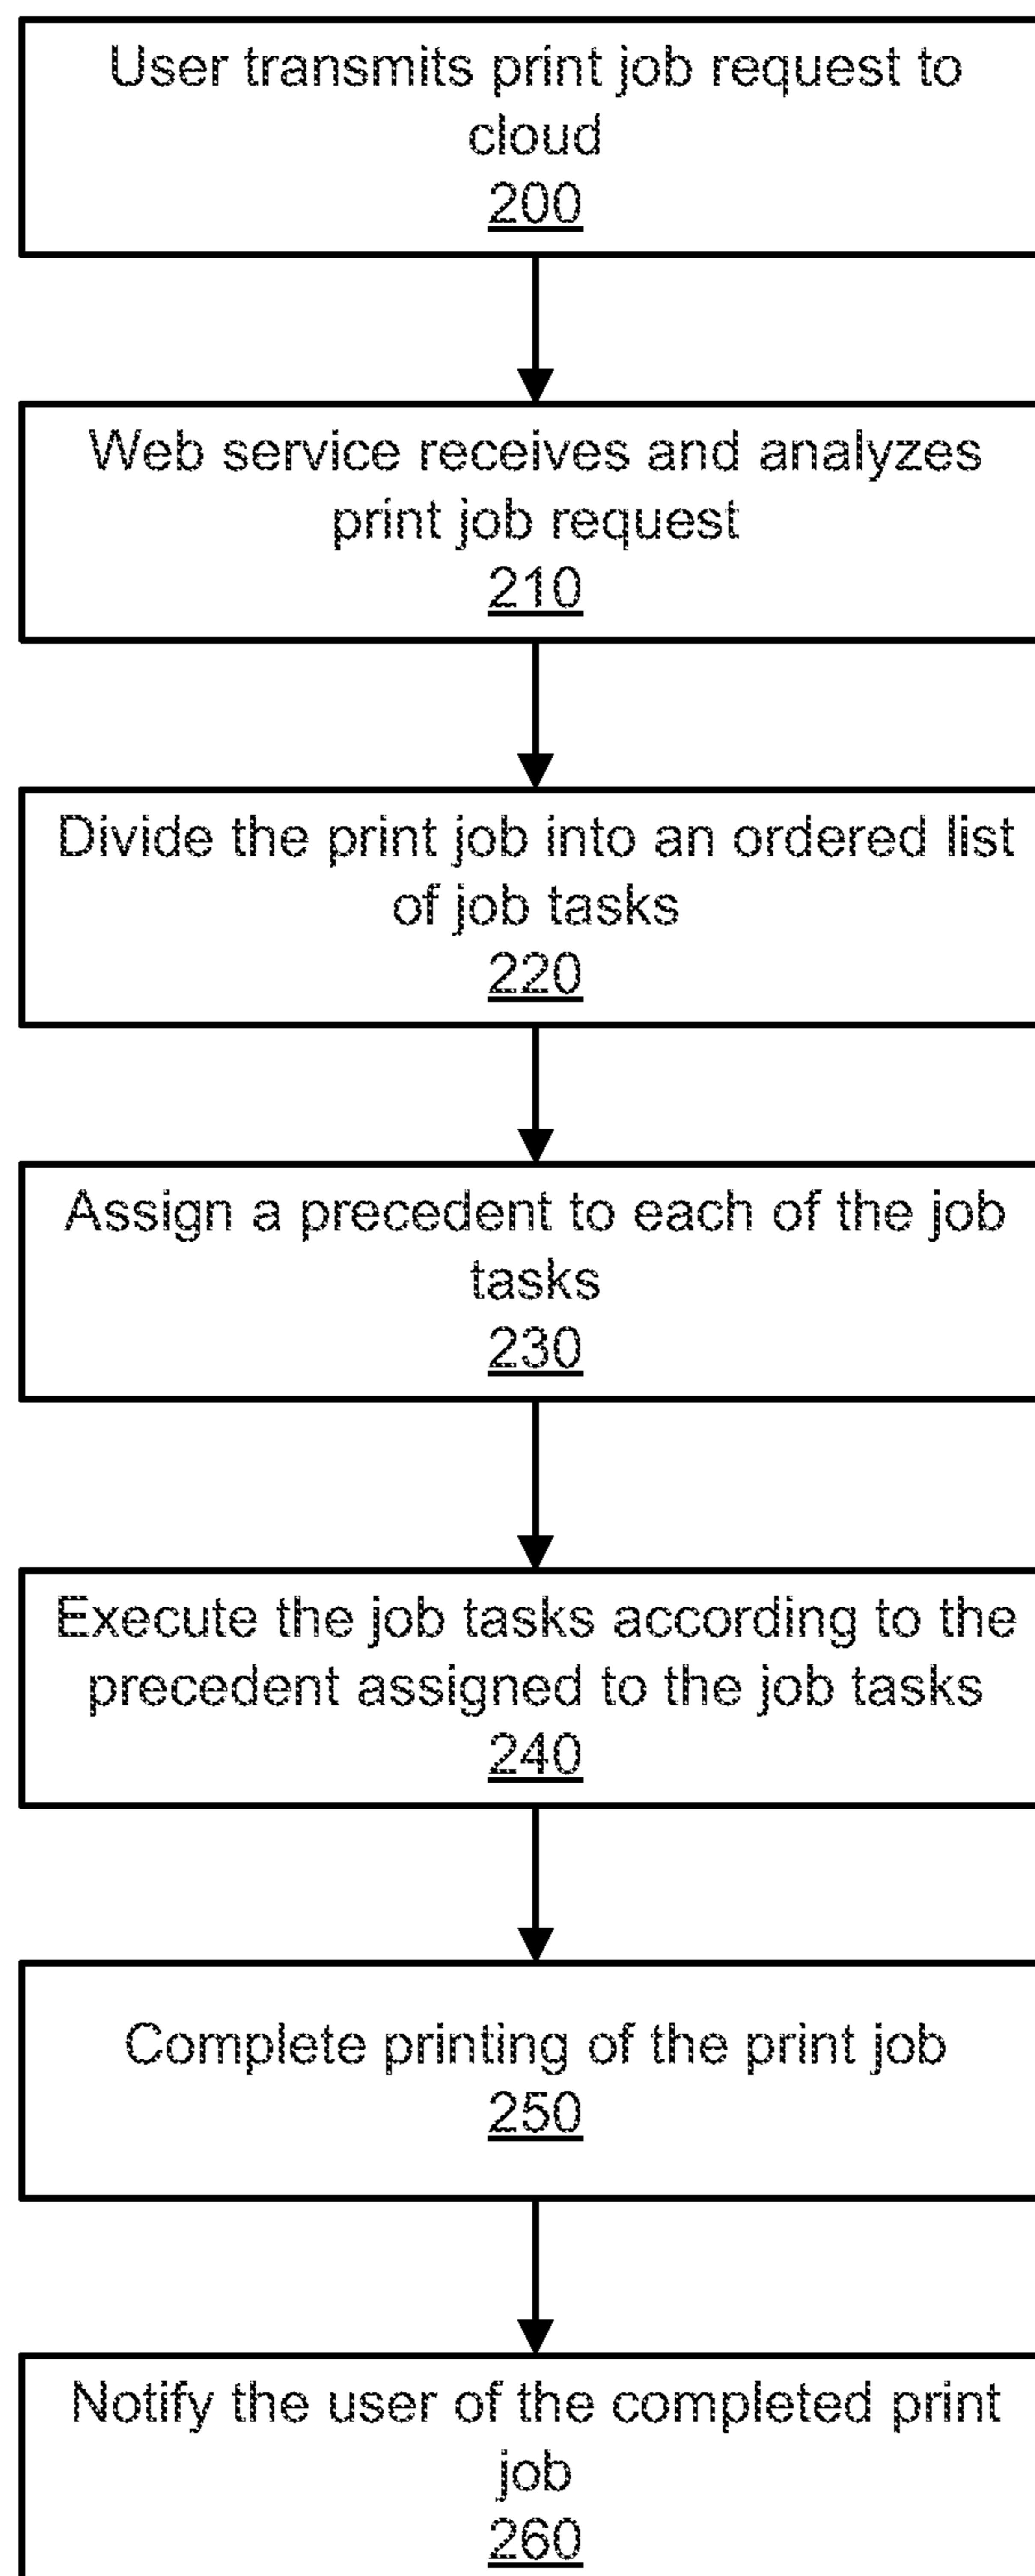 User transmits print job request to
cloud
200
Web service receives and analyzes
print job request
210
Divide the print job into an ordered list
of job tasks
220
Assign a precedent to each of the job
tasks
230
Execute the job tasks according to the
precedent assigned to the job tasks
240
Complete printing of the print job
250
Notify the user of the completed print
job
260